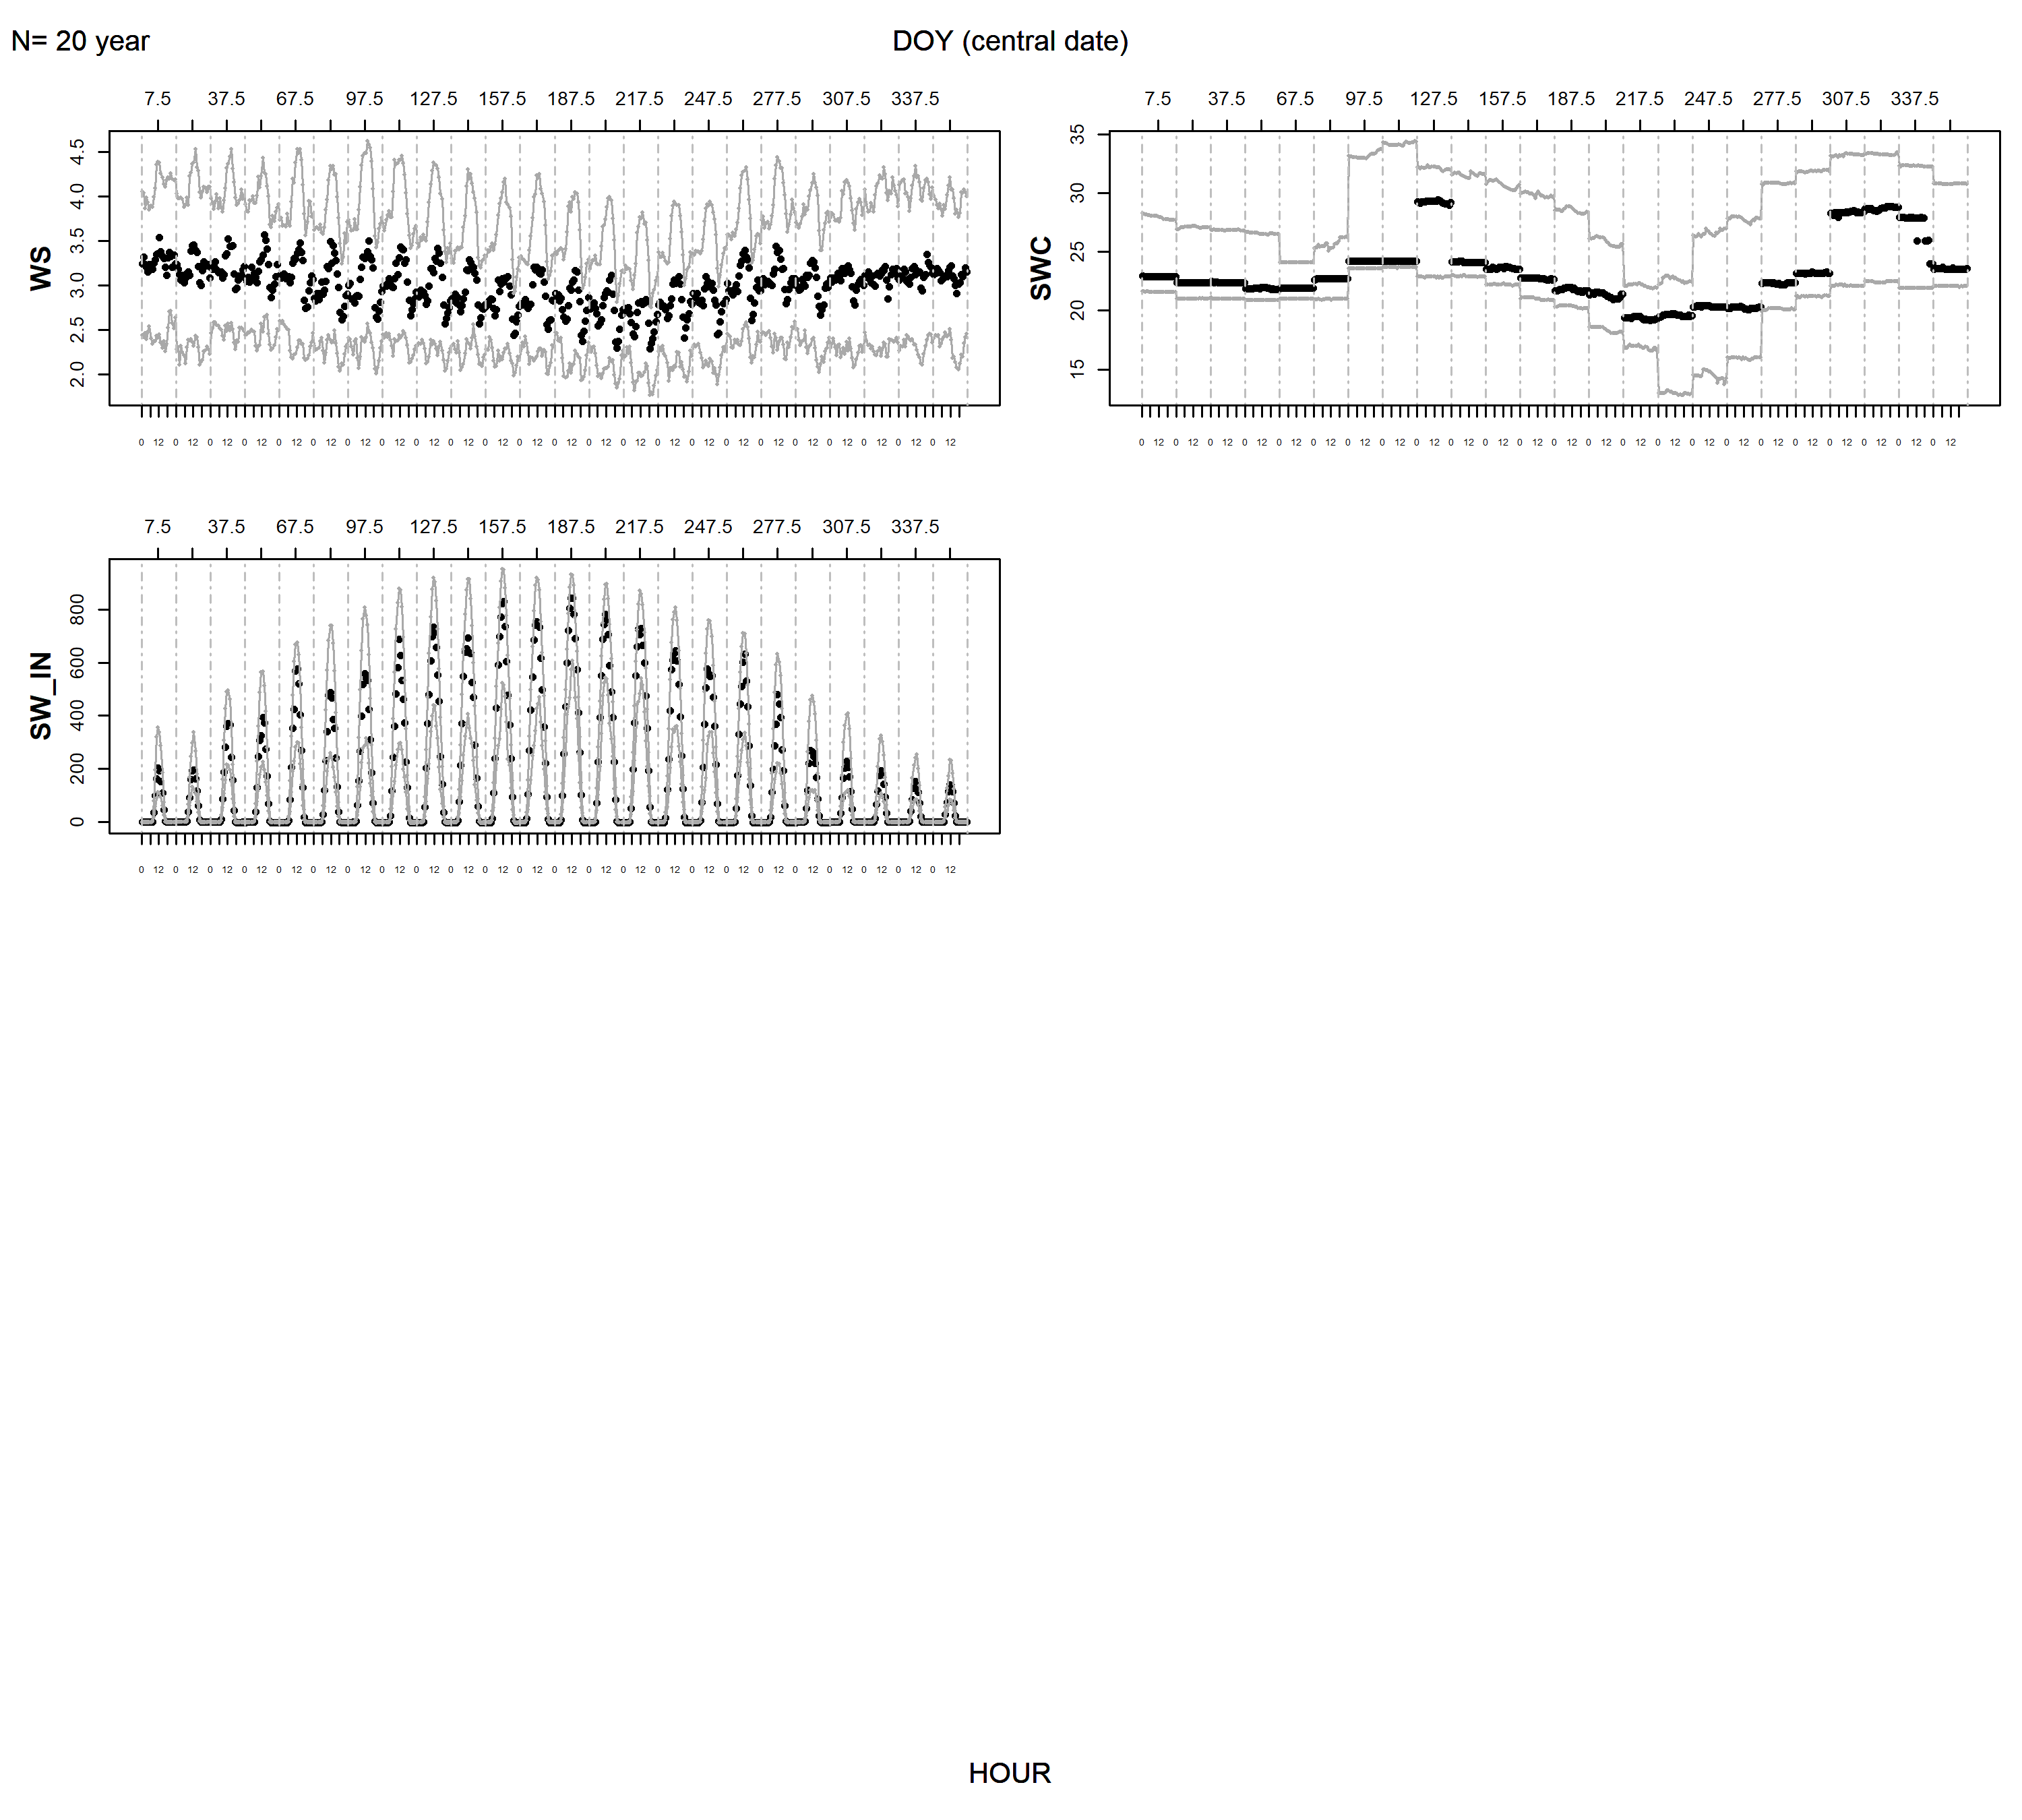 N= 20 year
DOY (central date)
7.5 37.5 67.5 97.5 127.5 157.5 187.5 217.5 247.5 277.5 307.5 337.5
WS
4.5
4.0
3.5
3.0
2.5
2.0
0 12 0 12 0 12 0 12 0 12 0 12 0 12 0 12 0 12 0 12 0 12 0 12 0 12 0 12 0 12 0 12 0 12 0 12 0 12 0 12 0 12 0 12 0 12 0 12
7.5 37.5 67.5 97.5 127.5 157.5 187.5 217.5 247.5 277.5 307.5 337.5
SWC
35
30
25
20
15
0 12 0 12 0 12 0 12 0 12 0 12 0 12 0 12 0 12 0 12 0 12 0 12 0 12 0 12 0 12 0 12 0 12 0 12 0 12 0 12 0 12 0 12 0 12 0 12
7.5 37.5 67.5 97.5 127.5 157.5 187.5 217.5 247.5 277.5 307.5 337.5
SW_IN
800
600
400
200
0
0 12 0 12 0 12 0 12 0 12 0 12 0 12 0 12 0 12 0 12 0 12 0 12 0 12 0 12 0 12 0 12 0 12 0 12 0 12 0 12 0 12 0 12 0 12 0 12
HOUR